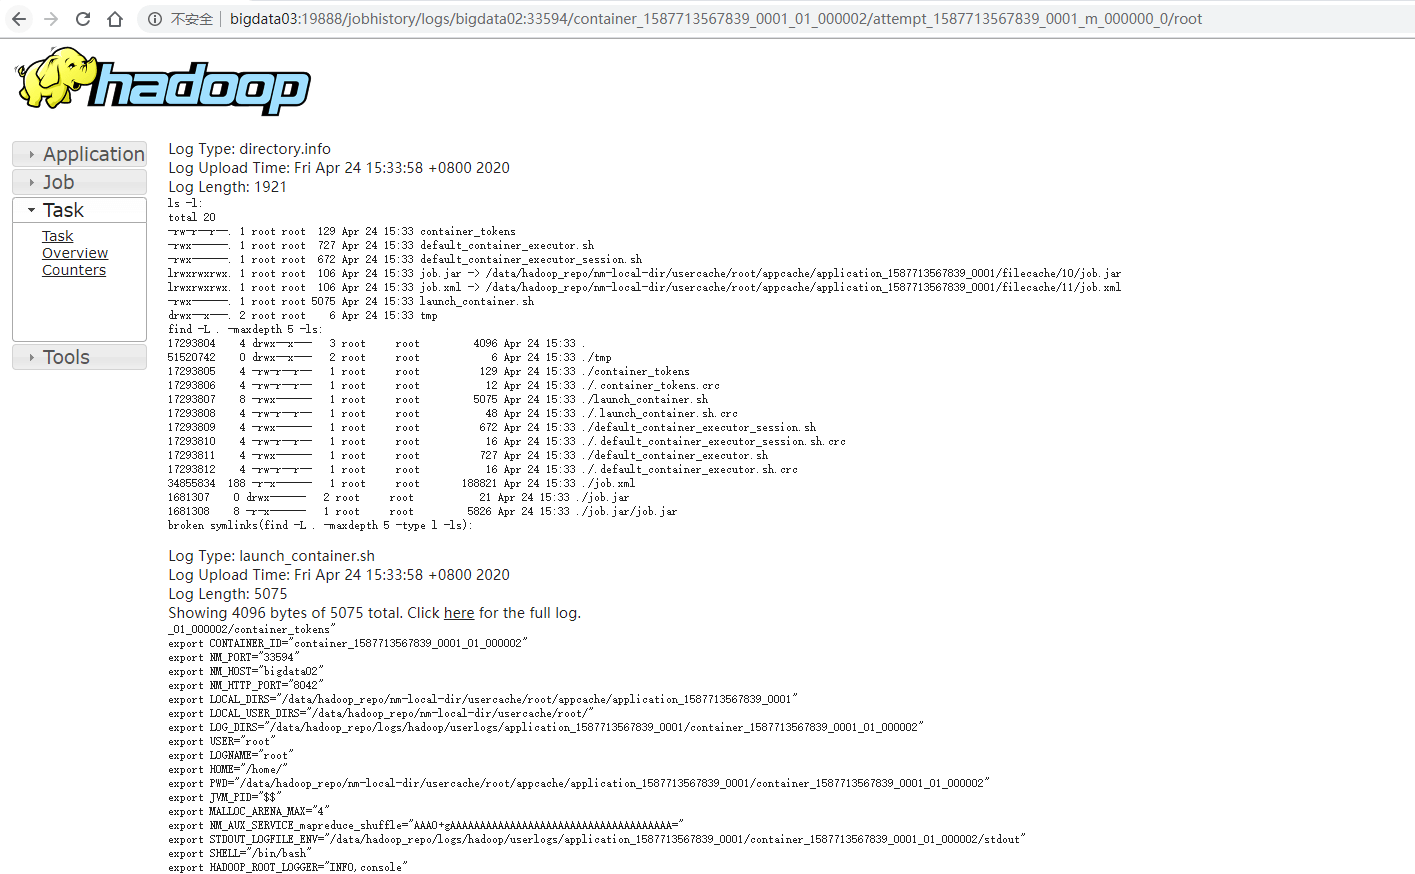 不安全 bigdata03:19888/jobhistory/logs/bigdata02:33594/container_1587713567839_0001_01_000002/attempt_1587713567839_0001_m_000000_0/root
hadoop
Application
Job
Task
Task
Overview
Counters
Tools
Log Type: directory.info
Log Upload Time: Fri Apr 24 15:33:58 +0800 2020
Log Length: 1921
ls -l:
total 20
-rw-r--r--. 1 root root  129 Apr 24 15:33 container_tokens
-rwx------. 1 root root  727 Apr 24 15:33 default_container_executor.sh
-rwx------. 1 root root  672 Apr 24 15:33 default_container_executor_session.sh
lrwxrwxrwx. 1 root root  106 Apr 24 15:33 job.jar -> /data/hadoop_repo/nm-local-dir/usercache/root/appcache/application_1587713567839_0001/filecache/10/job.jar
lrwxrwxrwx. 1 root root  106 Apr 24 15:33 job.xml -> /data/hadoop_repo/nm-local-dir/usercache/root/appcache/application_1587713567839_0001/filecache/11/job.xml
-rwx------. 1 root root 5075 Apr 24 15:33 launch_container.sh
drwx--x---. 2 root root    6 Apr 24 15:33 tmp
find -L . -maxdepth 5 -ls:
17293804    4 drwx--x---   3 root     root         4096 Apr 24 15:33 .
51520742    0 drwx--x---   2 root     root            6 Apr 24 15:33 ./tmp
17293805    4 -rw-r--r--   1 root     root          129 Apr 24 15:33 ./container_tokens
17293806    4 -rw-r--r--   1 root     root           12 Apr 24 15:33 ./.container_tokens.crc
17293807    8 -rwx------   1 root     root         5075 Apr 24 15:33 ./launch_container.sh
17293808    4 -rw-r--r--   1 root     root           48 Apr 24 15:33 ./.launch_container.sh.crc
17293809    4 -rwx------   1 root     root          672 Apr 24 15:33 ./default_container_executor_session.sh
17293810    4 -rw-r--r--   1 root     root           16 Apr 24 15:33 ./.default_container_executor_session.sh.crc
17293811    4 -rwx------   1 root     root          727 Apr 24 15:33 ./default_container_executor.sh
17293812    4 -rw-r--r--   1 root     root           16 Apr 24 15:33 ./.default_container_executor.sh.crc
34855834  188 -r-x------   1 root     root       188821 Apr 24 15:33 ./job.xml
1681307    0 drwx------   2 root     root           21 Apr 24 15:33 ./job.jar
1681308    8 -r-x------   1 root     root         5826 Apr 24 15:33 ./job.jar/job.jar
broken symlinks(find -L . -maxdepth 5 -type l -ls):
Log Type: launch_container.sh
Log Upload Time: Fri Apr 24 15:33:58 +0800 2020
Log Length: 5075
Showing 4096 bytes of 5075 total. Click here for the full log.
_01_000002/container_tokens"
export CONTAINER_ID="container_1587713567839_0001_01_000002"
export NM_PORT="33594"
export NM_HOST="bigdata02"
export NM_HTTP_PORT="8042"
export LOCAL_DIRS="/data/hadoop_repo/nm-local-dir/usercache/root/appcache/application_1587713567839_0001"
export LOCAL_USER_DIRS="/data/hadoop_repo/nm-local-dir/usercache/root/"
export LOG_DIRS="/data/hadoop_repo/logs/hadoop/userlogs/application_1587713567839_0001/container_1587713567839_0001_01_000002"
export USER="root"
export LOGNAME="root"
export HOME="/home/"
export PWD="/data/hadoop_repo/nm-local-dir/usercache/root/appcache/application_1587713567839_0001/container_1587713567839_0001_01_000002"
export JVM_PID="$$"
export MALLOC_ARENA_MAX="4"
export NM_AUX_SERVICE_mapreduce_shuffle="AAA0+gAAAAAAAAAAAAAAAAAAAAAAAAAAAAAAAAAAAAA="
export STDOUT_LOGFILE_ENV="/data/hadoop_repo/logs/hadoop/userlogs/application_1587713567839_0001/container_1587713567839_0001_01_000002/stdout"
export SHELL="/bin/bash"
export HADOOP_ROOT_LOGGER="INFO,console"